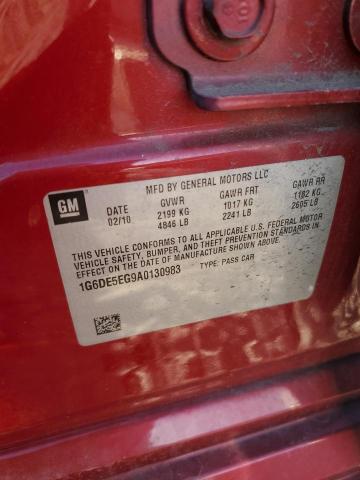 GM
MFD BY GENERAL MOTORS LLC
DATE GVWR GAWR FRT GAWR RR
02/10 2199 KG 1017 KG 1182 KG
4846 LB 2241 LB 2605 LB
THIS VEHICLE CONFORMS TO ALL APPLICABLE U.S. FEDERAL MOTOR
VEHICLE SAFETY, BUMPER, AND THEFT PREVENTION STANDARDS IN
EFFECT ON THE DATE OF MANUFACTURE SHOWN ABOVE.
1G6DE5EG9A0130983 TYPE: PASS CAR